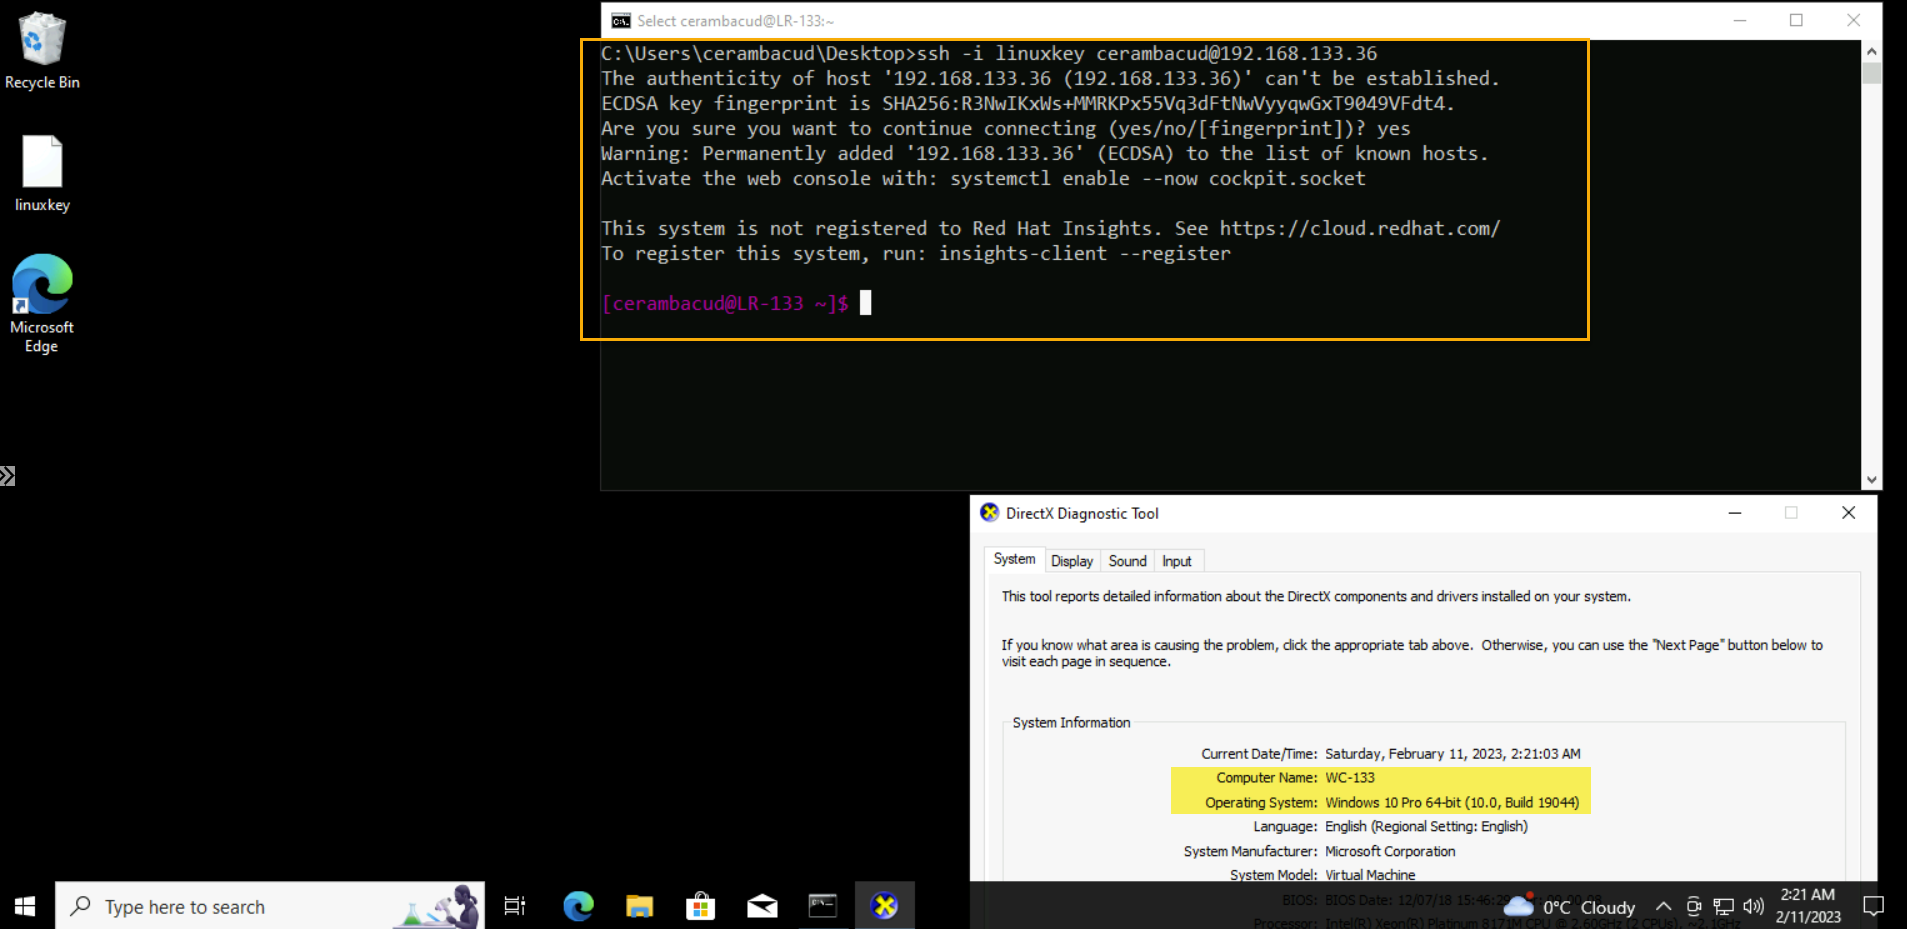 Recycle Bin
linuxkey
Microsoft
Edge
Select cerambacud@LR-133:~
C:\Users\cerambacud\Desktop>ssh -i linuxkey cerambacud@192.168.133.36
The authenticity of host '192.168.133.36 (192.168.133.36)' can't be established.
ECDSA key fingerprint is SHA256:R3NwIKxWs+MMRKPx55Vq3dFtNwVyyqwGxT9049VFdt4.
Are you sure you want to continue connecting (yes/no/[fingerprint])? yes
Warning: Permanently added '192.168.133.36' (ECDSA) to the list of known hosts.
Activate the web console with: systemctl enable --now cockpit.socket
This system is not registered to Red Hat Insights. See https://cloud.redhat.com/
To register this system, run: insights-client --register
[cerambacud@LR-133 ~]$
DirectX Diagnostic Tool
System Display Sound Input
This tool reports detailed information about the DirectX components and drivers installed on your system.
If you know what area is causing the problem, click the appropriate tab above. Otherwise, you can use the "Next Page" button below to
visit each page in sequence.
System Information
Current Date/Time: Saturday, February 11, 2023, 2:21:03 AM
Computer Name: WC-133
Operating System: Windows 10 Pro 64-bit (10.0, Build 19044)
Language: English (Regional Setting: English)
System Manufacturer: Microsoft Corporation
System Model: Virtual Machine
BIOS: BIOS Date: 12/07/18 15:46:29
Processor: Intel(R) Xeon(R) Platinum 8171M CPU @ 2.60GHz (2 CPUs), ~2.1GHz
Type here to search
0°C Cloudy
2:21 AM
2/11/2023